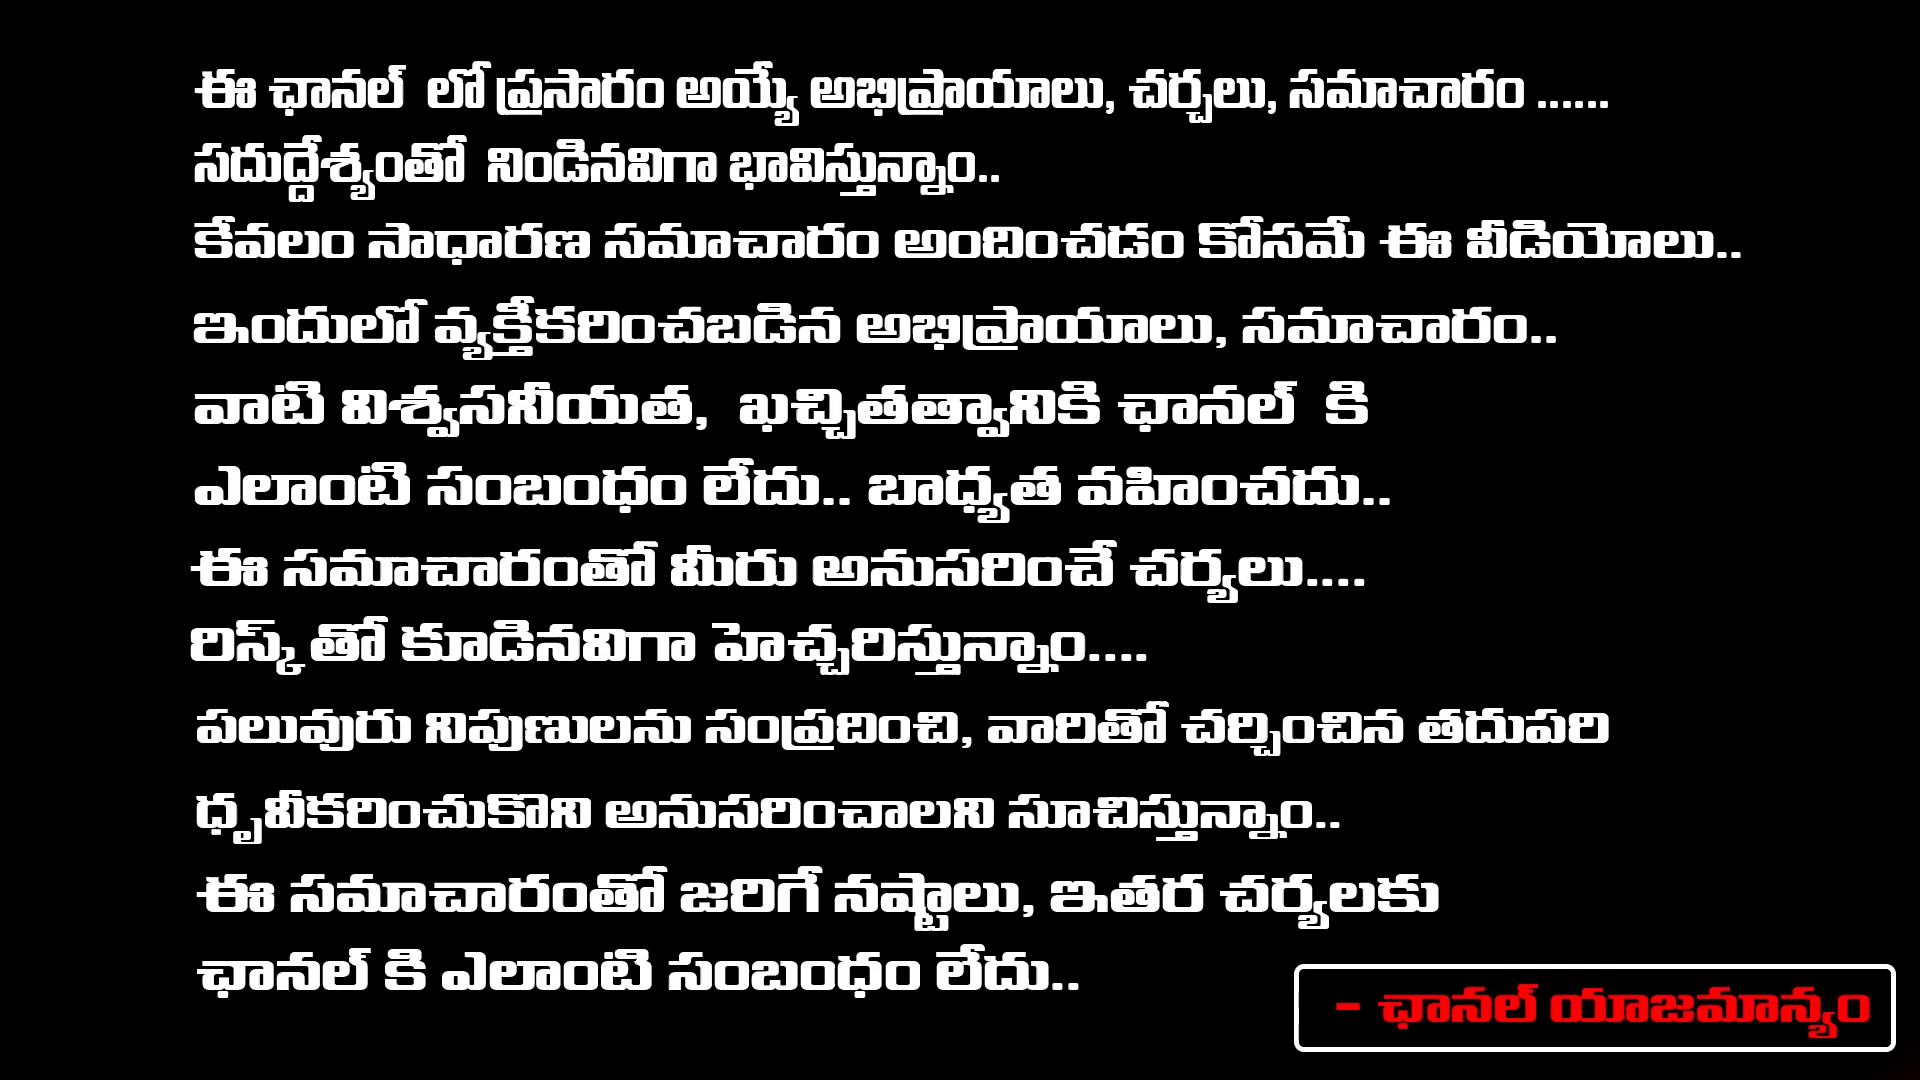 ఈ ఛానల్ లో ప్రసారం అయ్యే అభిప్రాయాలు, చర్చలు, సమాచారం ......
సదుద్దేశ్యంతో నిండినవిగా భావిస్తున్నాం..
కేవలం సాధారణ సమాచారం అందించడం కోసమే ఈ వీడియోలు..
ఇందులో వ్యక్తీకరించబడిన అభిప్రాయాలు, సమాచారం..
వాటి విశ్వసనీయత, ఖచ్చితత్వానికి ఛానల్ కి
ఎలాంటి సంబంధం లేదు.. బాధ్యత వహించదు..
ఈ సమాచారంతో మీరు అనుసరించే చర్యలు....
రిస్క్ తో కూడినవిగా హెచ్చరిస్తున్నాం....
పలువురు నిపుణులను సంప్రదించి, వారితో చర్చించిన తదుపరి
ధృవీకరించుకొని అనుసరించాలని సూచిస్తున్నాం..
ఈ సమాచారంతో జరిగే నష్టాలు, ఇతర చర్యలకు
ఛానల్ కి ఎలాంటి సంబంధం లేదు..
- ఛానల్ యాజమాన్యం